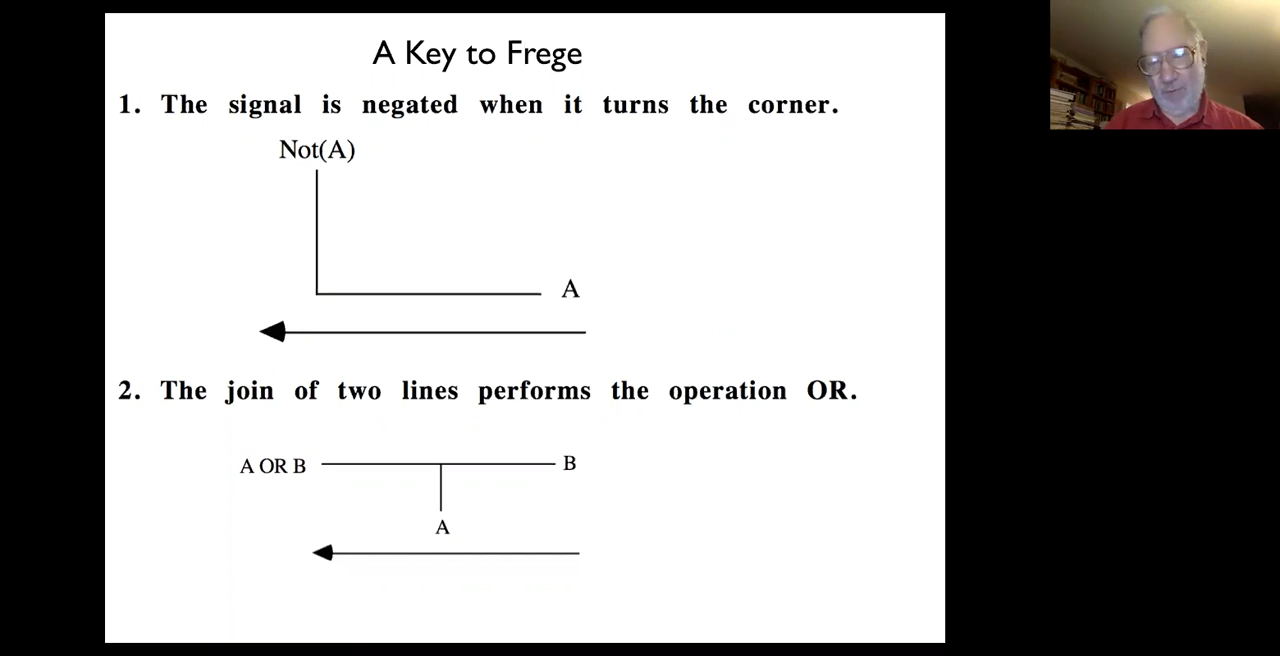 A Key to Frege
1. The signal is negated when it turns the corner.
Not(A)
A
2. The join of two lines performs the operation OR.
A OR B
B
A